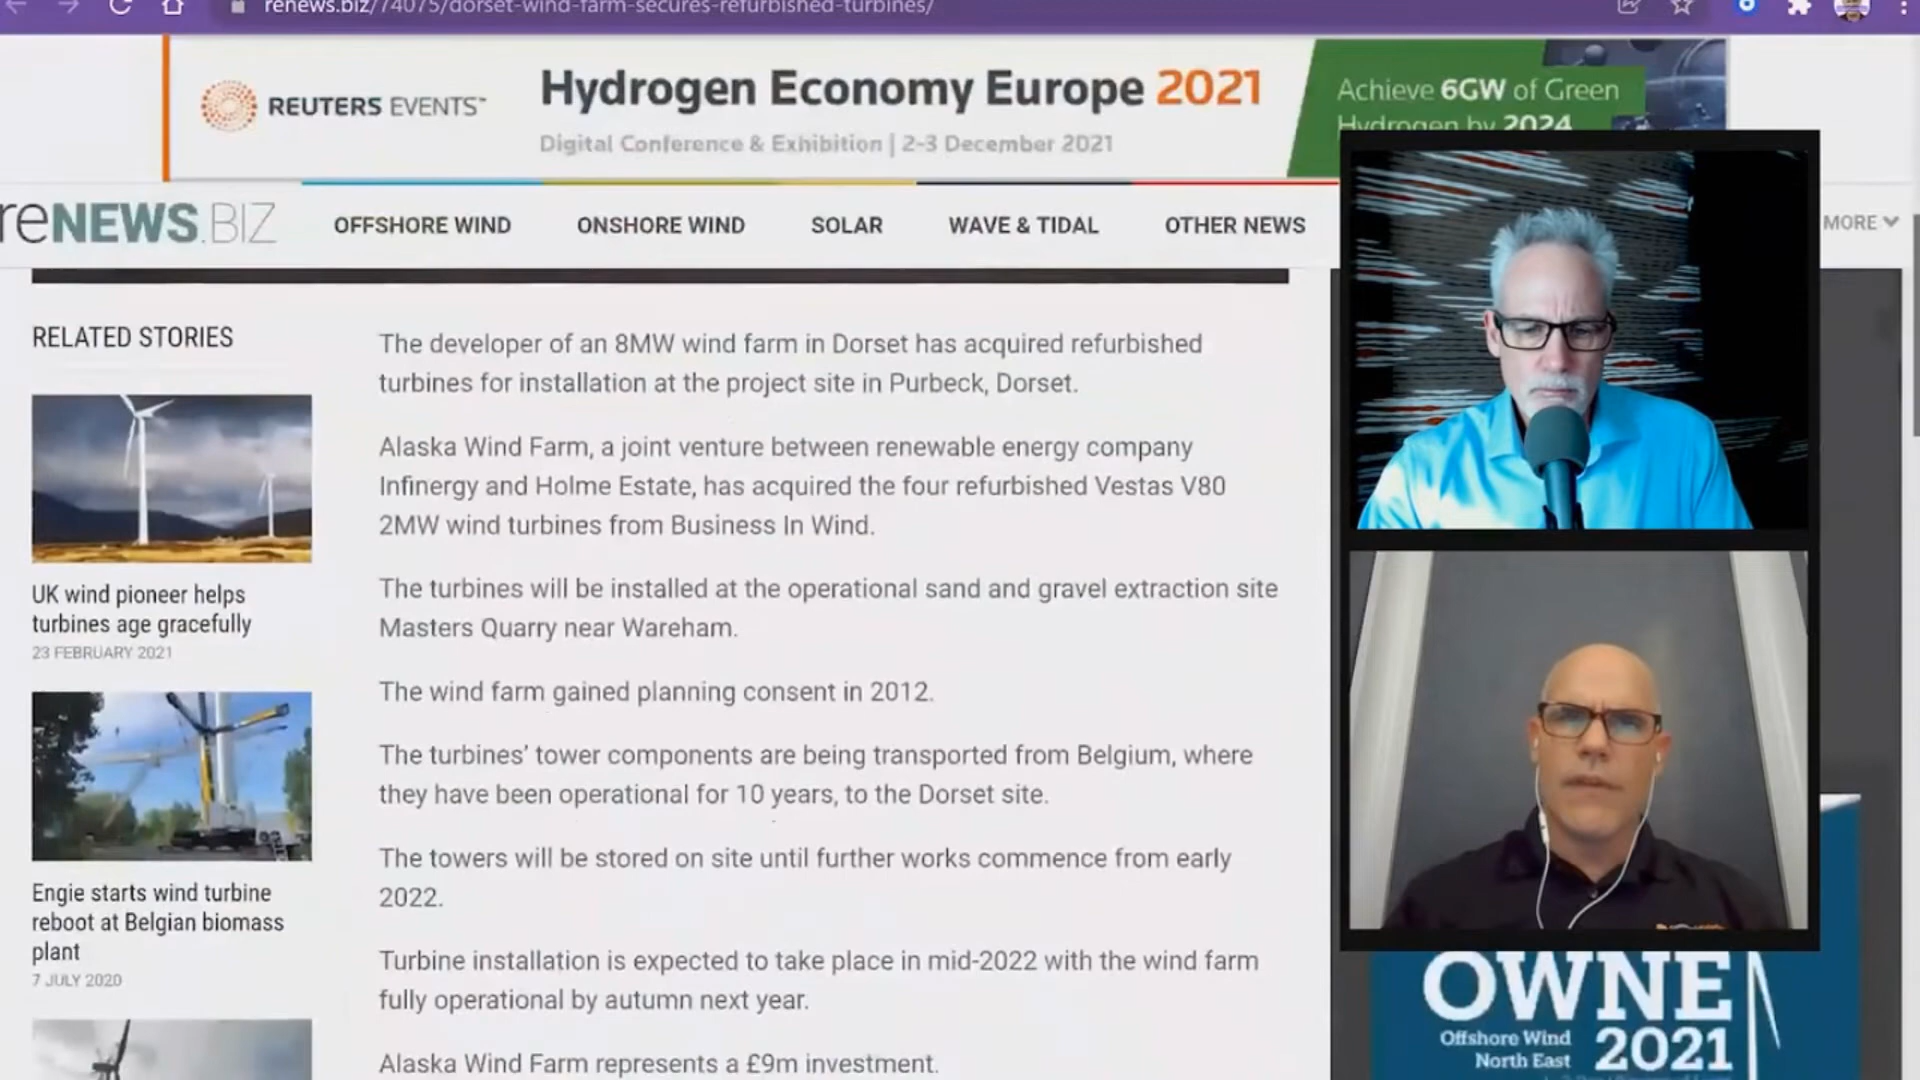 renews.biz/74075/dorset-wind-farm-secures-refurbished-turbines/
REUTERS EVENTS™
Hydrogen Economy Europe 2021
Digital Conference & Exhibition | 2-3 December 2021
Achieve 6GW of Green
Hydrogen by 2024
reNEWS.BIZ
OFFSHORE WIND
ONSHORE WIND
SOLAR
WAVE & TIDAL
OTHER NEWS
MORE
RELATED STORIES
UK wind pioneer helps
turbines age gracefully
23 FEBRUARY 2021
Engie starts wind turbine
reboot at Belgian biomass
plant
7 JULY 2020
The developer of an 8MW wind farm in Dorset has acquired refurbished
turbines for installation at the project site in Purbeck, Dorset.
Alaska Wind Farm, a joint venture between renewable energy company
Infinergy and Holme Estate, has acquired the four refurbished Vestas V80
2MW wind turbines from Business In Wind.
The turbines will be installed at the operational sand and gravel extraction site
Masters Quarry near Wareham.
The wind farm gained planning consent in 2012.
The turbines’ tower components are being transported from Belgium, where
they have been operational for 10 years, to the Dorset site.
The towers will be stored on site until further works commence from early
2022.
Turbine installation is expected to take place in mid-2022 with the wind farm
fully operational by autumn next year.
Alaska Wind Farm represents a £9m investment.
OWNE
Offshore Wind
North East
2021